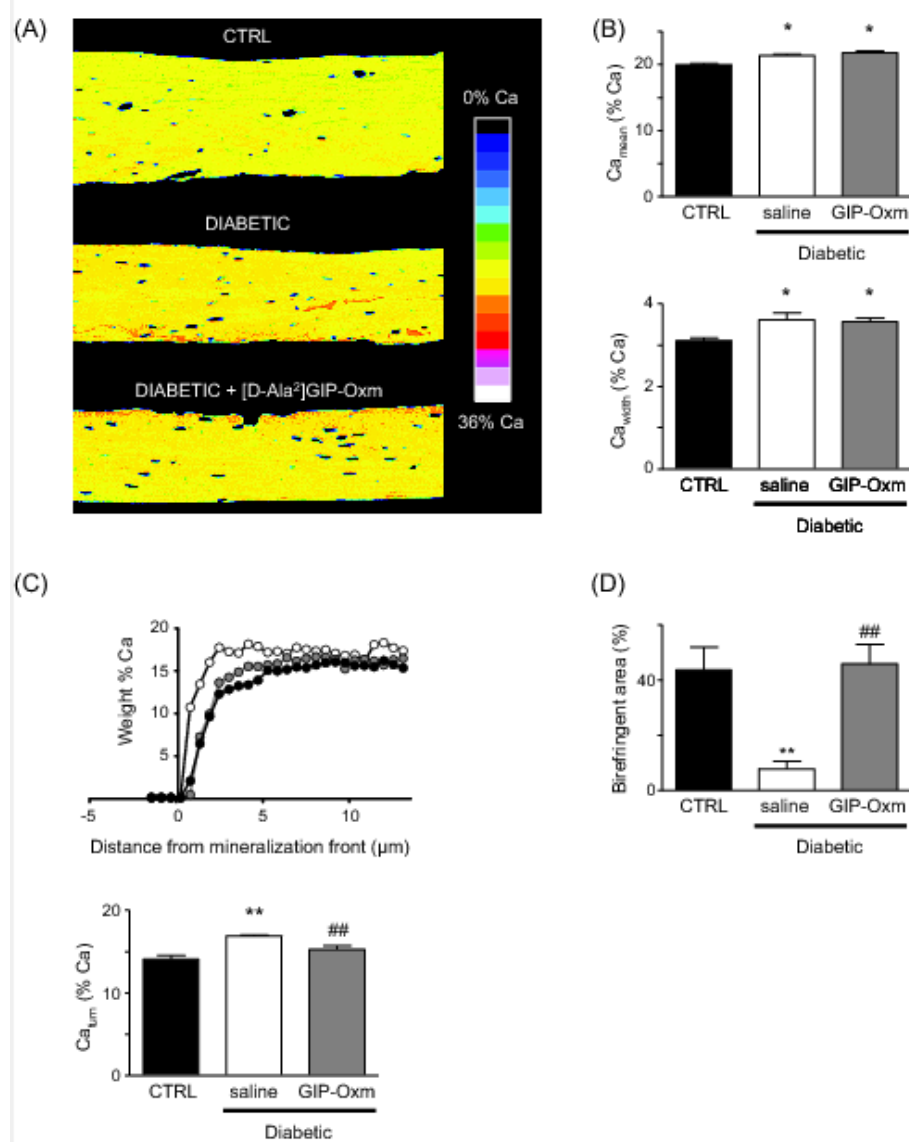 (A)
CTRL
DIABETIC
DIABETIC + [D-Ala²]GIP-Oxm
0% Ca
36% Ca
(B)
Ca_mean (% Ca)
30
20
10
0
*
*
CTRL
saline
GIP-Oxm
Diabetic
Ca_width (% Ca)
4
2
0
*
*
CTRL
saline
GIP-Oxm
Diabetic
(C)
Weight % Ca
20
15
10
5
-5
0
5
10
Distance from mineralization front (µm)
Ca_turn (% Ca)
20
10
0
**
##
CTRL
saline
GIP-Oxm
Diabetic
(D)
Birefringent area (%)
40
0
**
##
CTRL
saline
GIP-Oxm
Diabetic